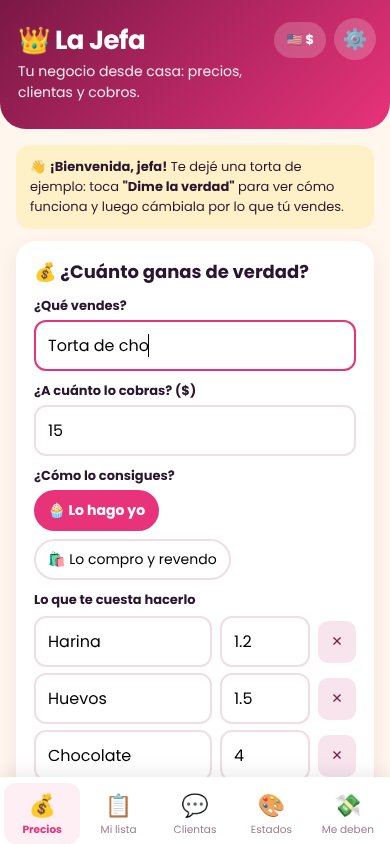 👑 La Jefa
🇺🇸 $
⚙️
Tu negocio desde casa: precios,
clientas y cobros.
👋 ¡Bienvenida, jefa! Te dejé una torta de
ejemplo: toca "Dime la verdad" para ver cómo
funciona y luego cámbiala por lo que tú vendes.
💰 ¿Cuánto ganas de verdad?
¿Qué vendes?
Torta de cho
¿A cuánto lo cobras? ($)
15
¿Cómo lo consigues?
🧁 Lo hago yo
🛍️ Lo compro y revendo
Lo que te cuesta hacerlo
Harina 1.2 ×
Huevos 1.5 ×
Chocolate 4 ×
Precios Mi lista Clientas Estados Me deben